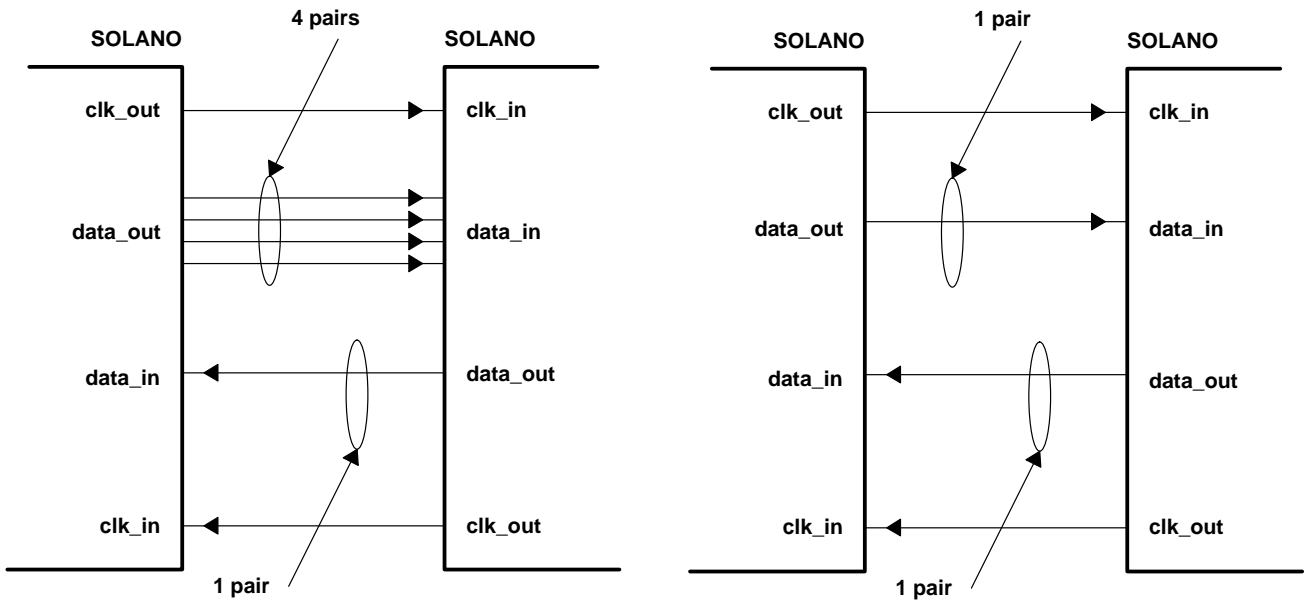 4 pairs
SOLANO
SOLANO
clk_out
clk_in
data_out
data_in
data_in
data_out
clk_in
clk_out
1 pair
1 pair
SOLANO
SOLANO
clk_out
clk_in
data_out
data_in
data_in
data_out
clk_in
clk_out
1 pair